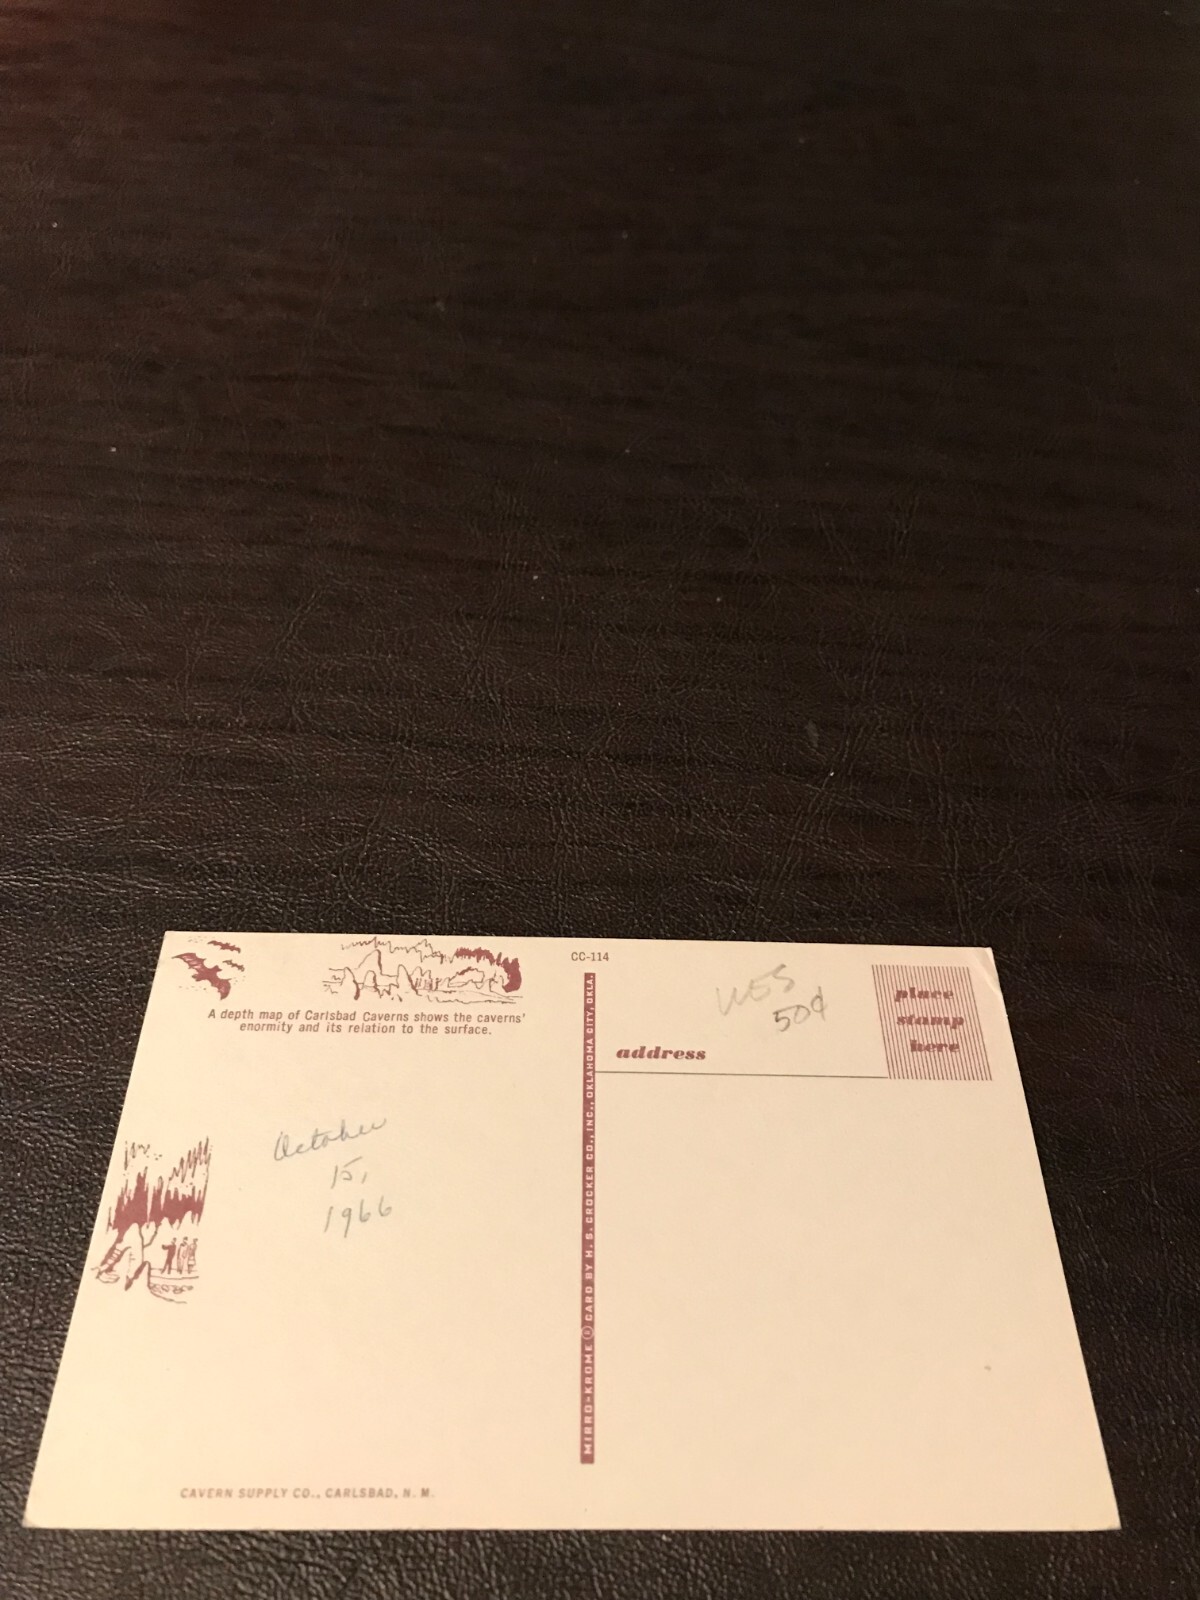 CC-114
A depth map of Carlsbad Caverns shows the caverns'
enormity and its relation to the surface.
October
15,
1966
CAVERN SUPPLY CO., CARLSBAD, N. M.
MIRRO-KROME ® CARD BY H. S. CROCKER CO., INC., OKLAHOMA CITY, OKLA.
50¢
place
stamp
here
address